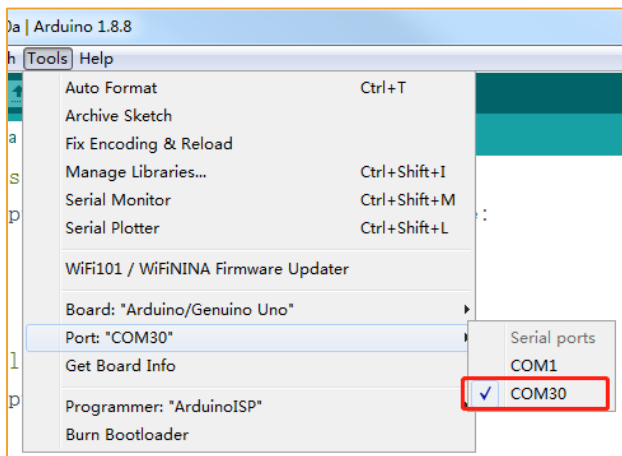 0a | Arduino 1.8.8
h Tools Help
Auto Format Ctrl+T
Archive Sketch
a Fix Encoding & Reload
s Manage Libraries... Ctrl+Shift+I
Serial Monitor Ctrl+Shift+M
p Serial Plotter Ctrl+Shift+L :
WiFi101 / WiFiNINA Firmware Updater
Board: "Arduino/Genuino Uno"
Port: "COM30" Serial ports
l Get Board Info COM1
p Programmer: "ArduinoISP" COM30
Burn Bootloader